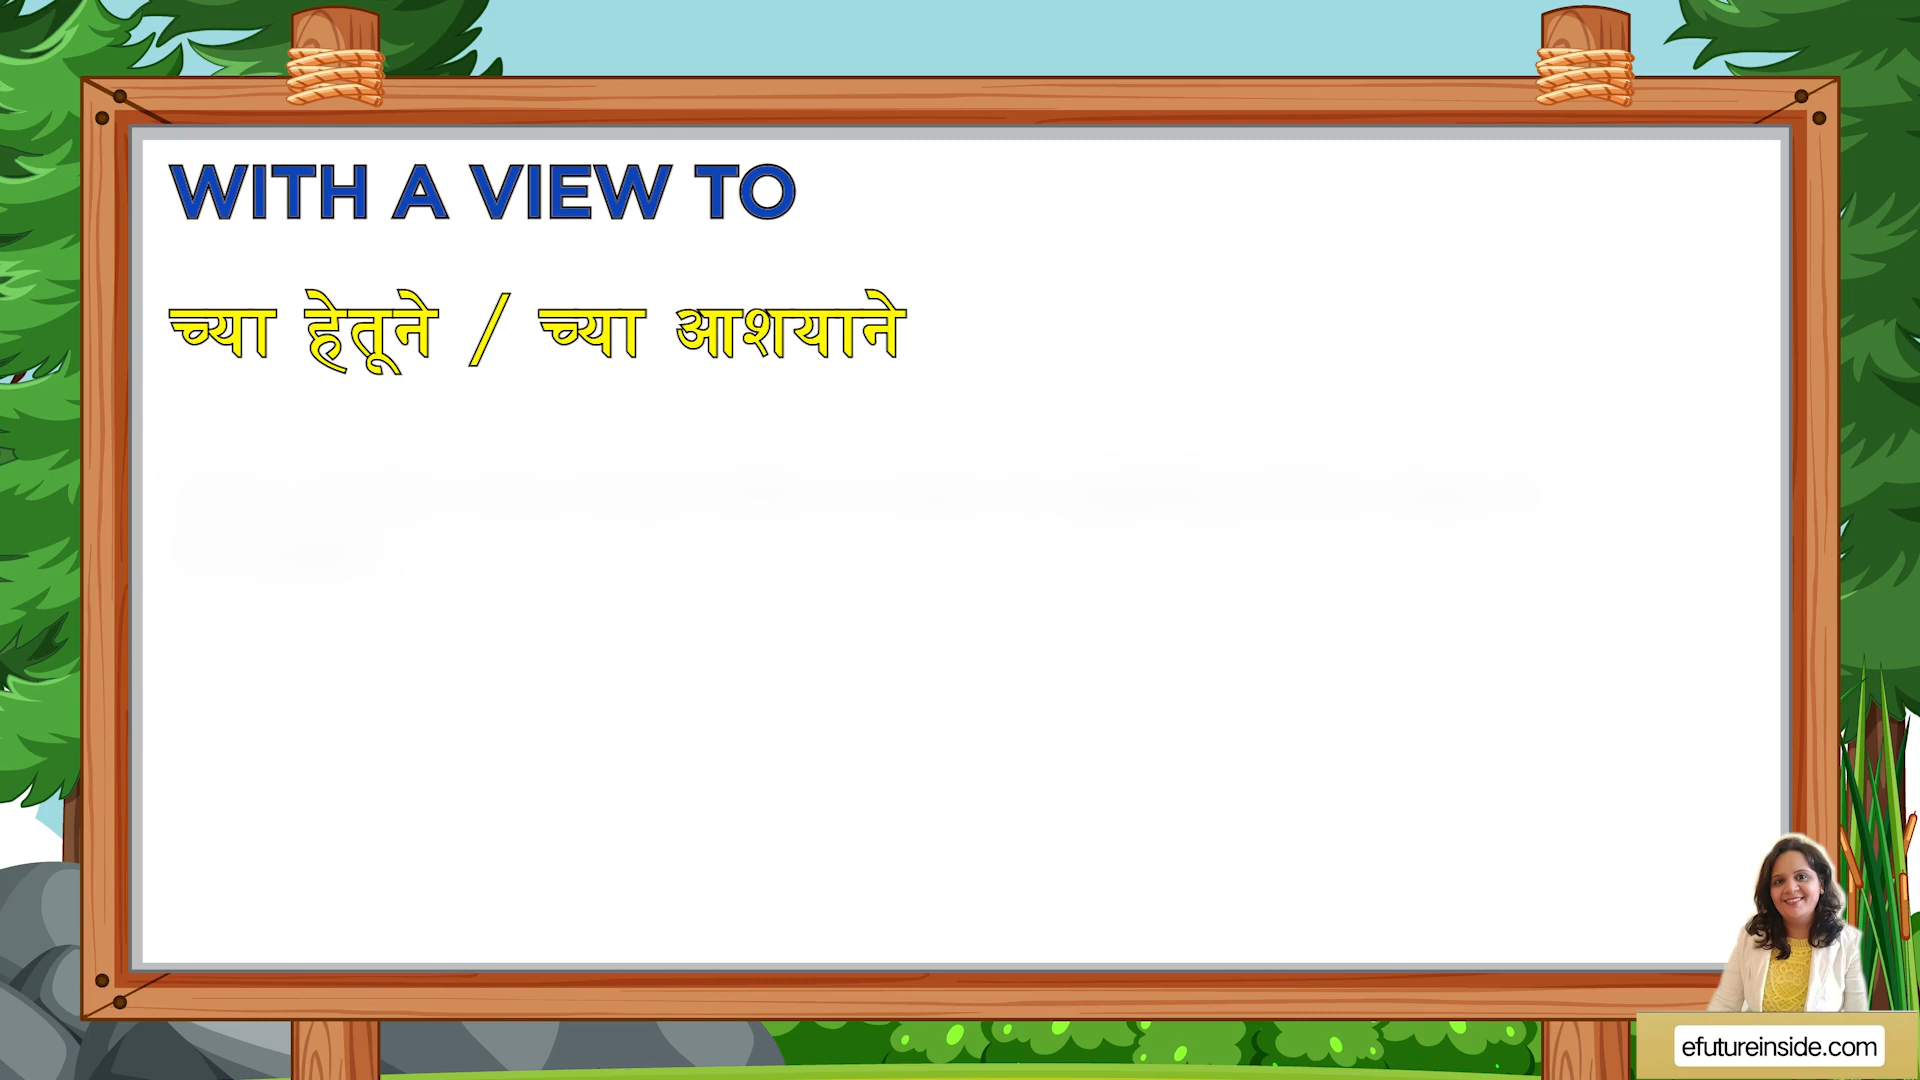 WITH A VIEW TO
च्या हेतूने / च्या आशयाने
efutureinside.com